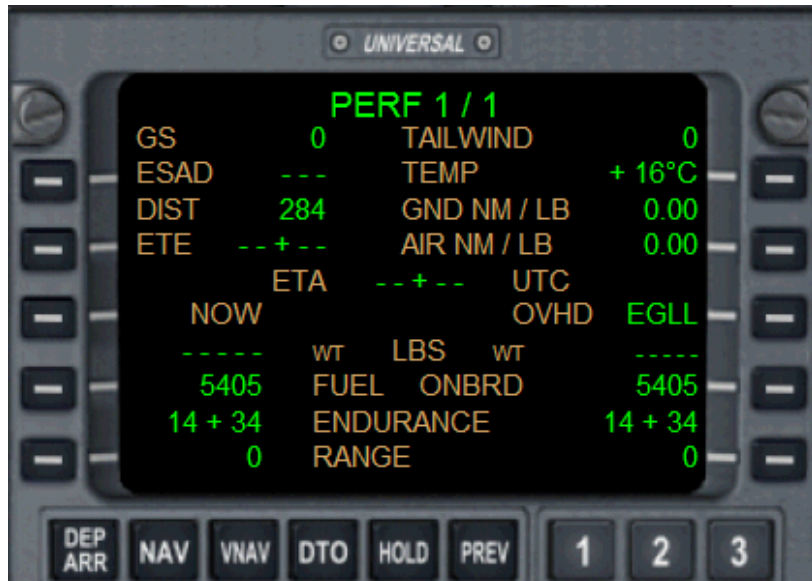 UNIVERSAL
PERF 1 / 1
GS 0 TAILWIND 0
ESAD - - - TEMP + 16°C
DIST 284 GND NM / LB 0.00
ETE - - + - - AIR NM / LB 0.00
ETA - - + - - UTC
NOW OVHD EGLL
- - - - - WT LBS WT - - - - -
5405 FUEL ONBRD 5405
14 + 34 ENDURANCE 14 + 34
0 RANGE 0
DEP ARR NAV VNAV DTO HOLD PREV 1 2 3